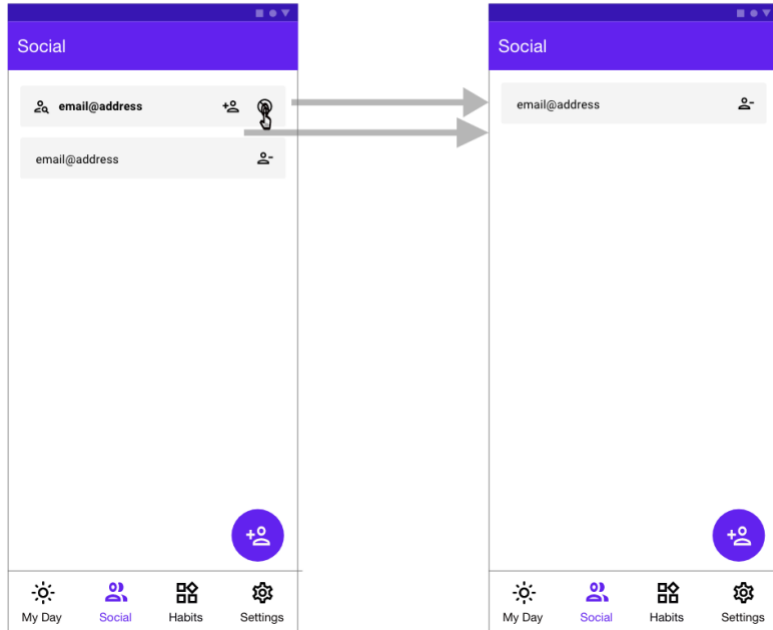 Social
email@address
email@address
My Day Social Habits Settings
Social
email@address
My Day Social Habits Settings